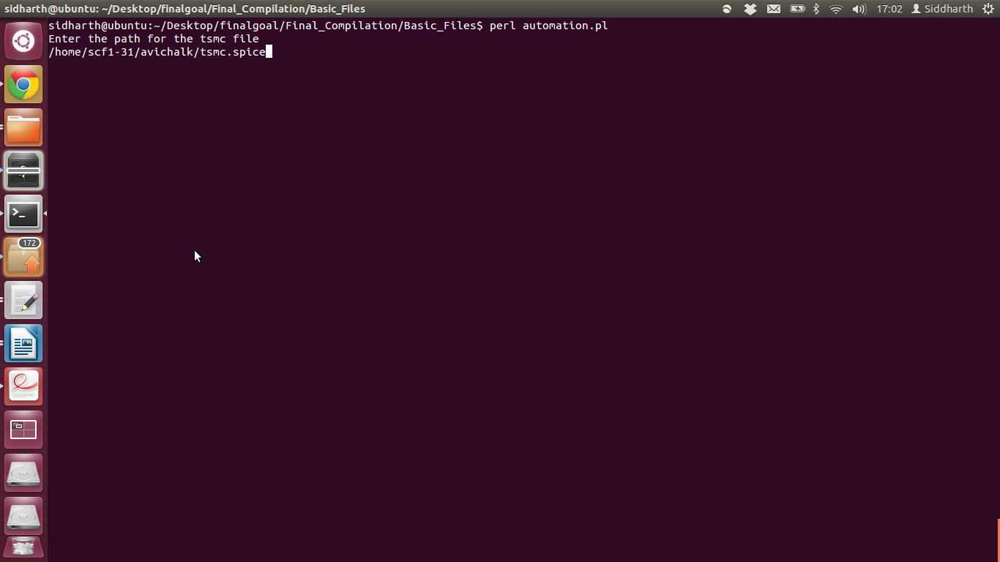 sidharth@ubuntu: ~/Desktop/finalgoal/Final_Compilation/Basic_Files
17:02
Siddharth
sidharth@ubuntu:~/Desktop/finalgoal/Final_Compilation/Basic_Files$ perl automation.pl
Enter the path for the tsmc file
/home/scf1-31/avichalk/tsmc.spice
172